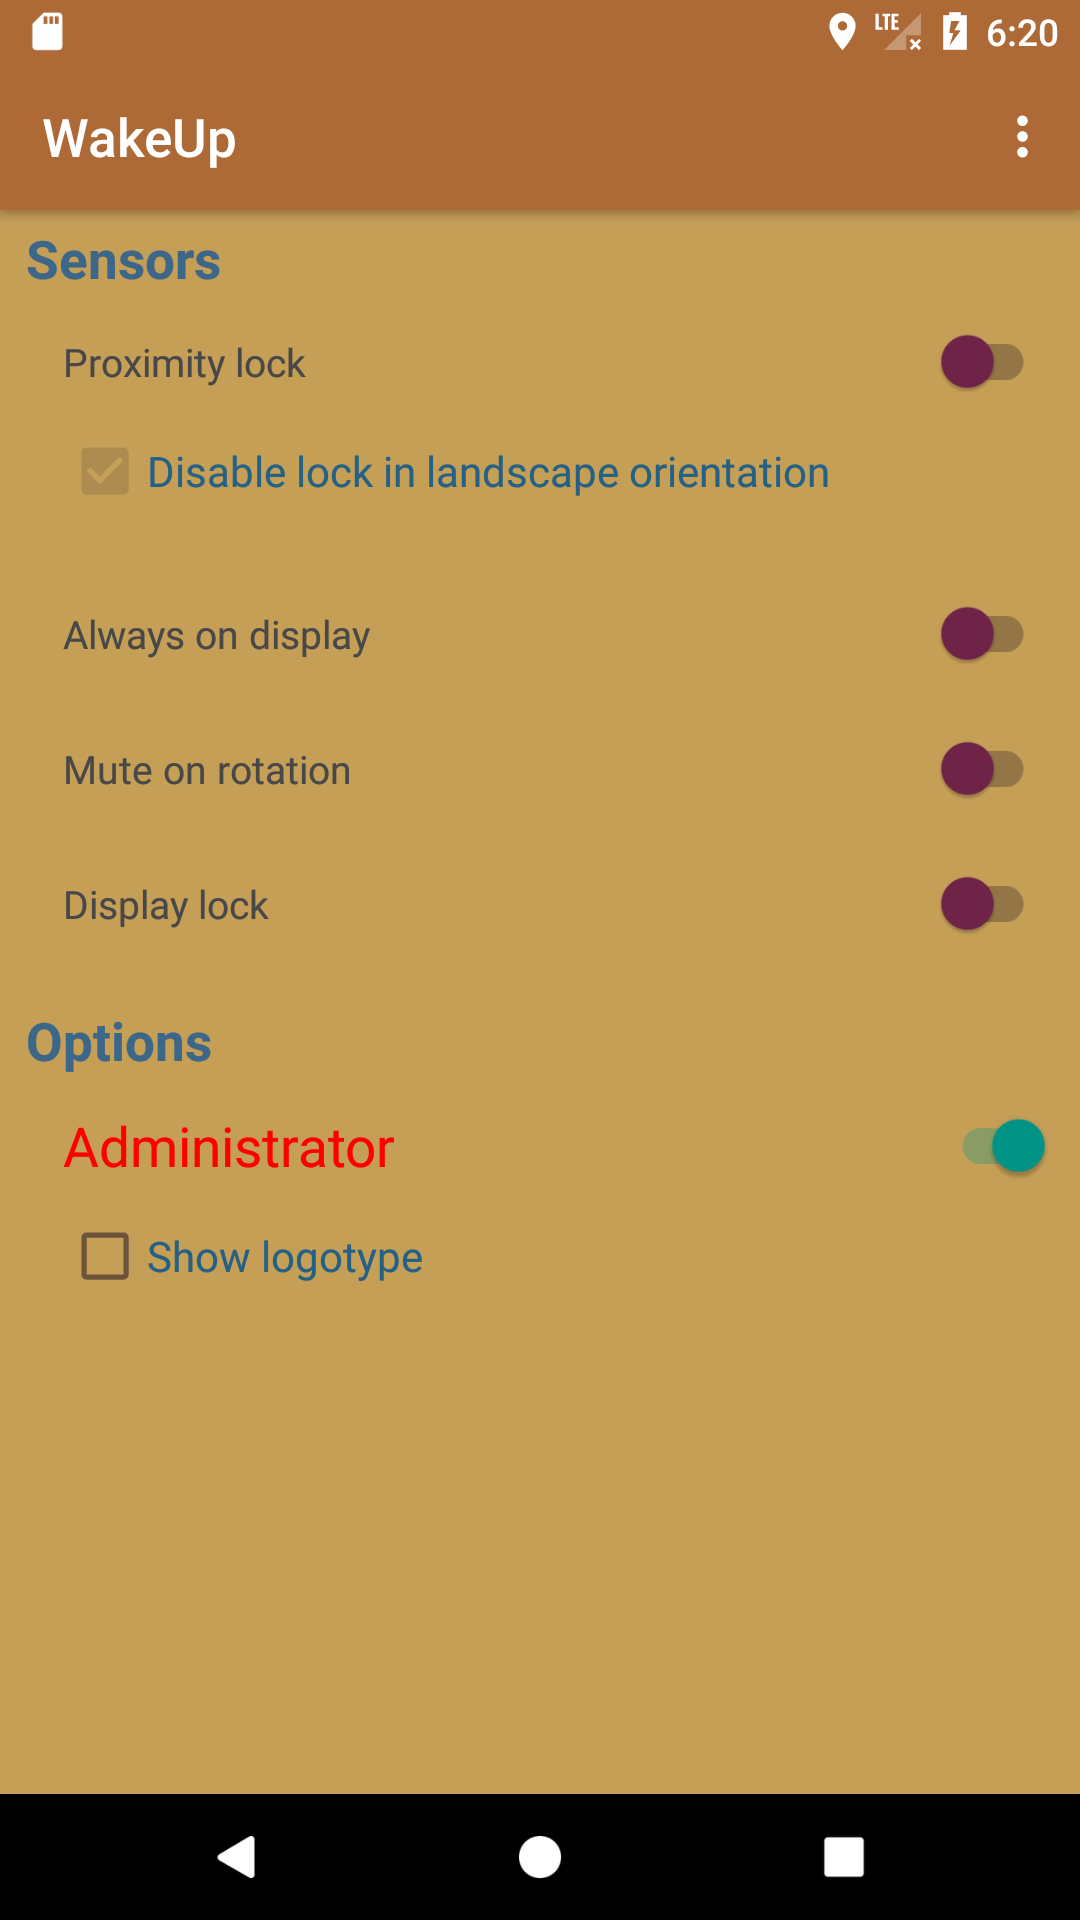 LTE 6:20
WakeUp
Sensors
Proximity lock
Disable lock in landscape orientation
Always on display
Mute on rotation
Display lock
Options
Administrator
Show logotype